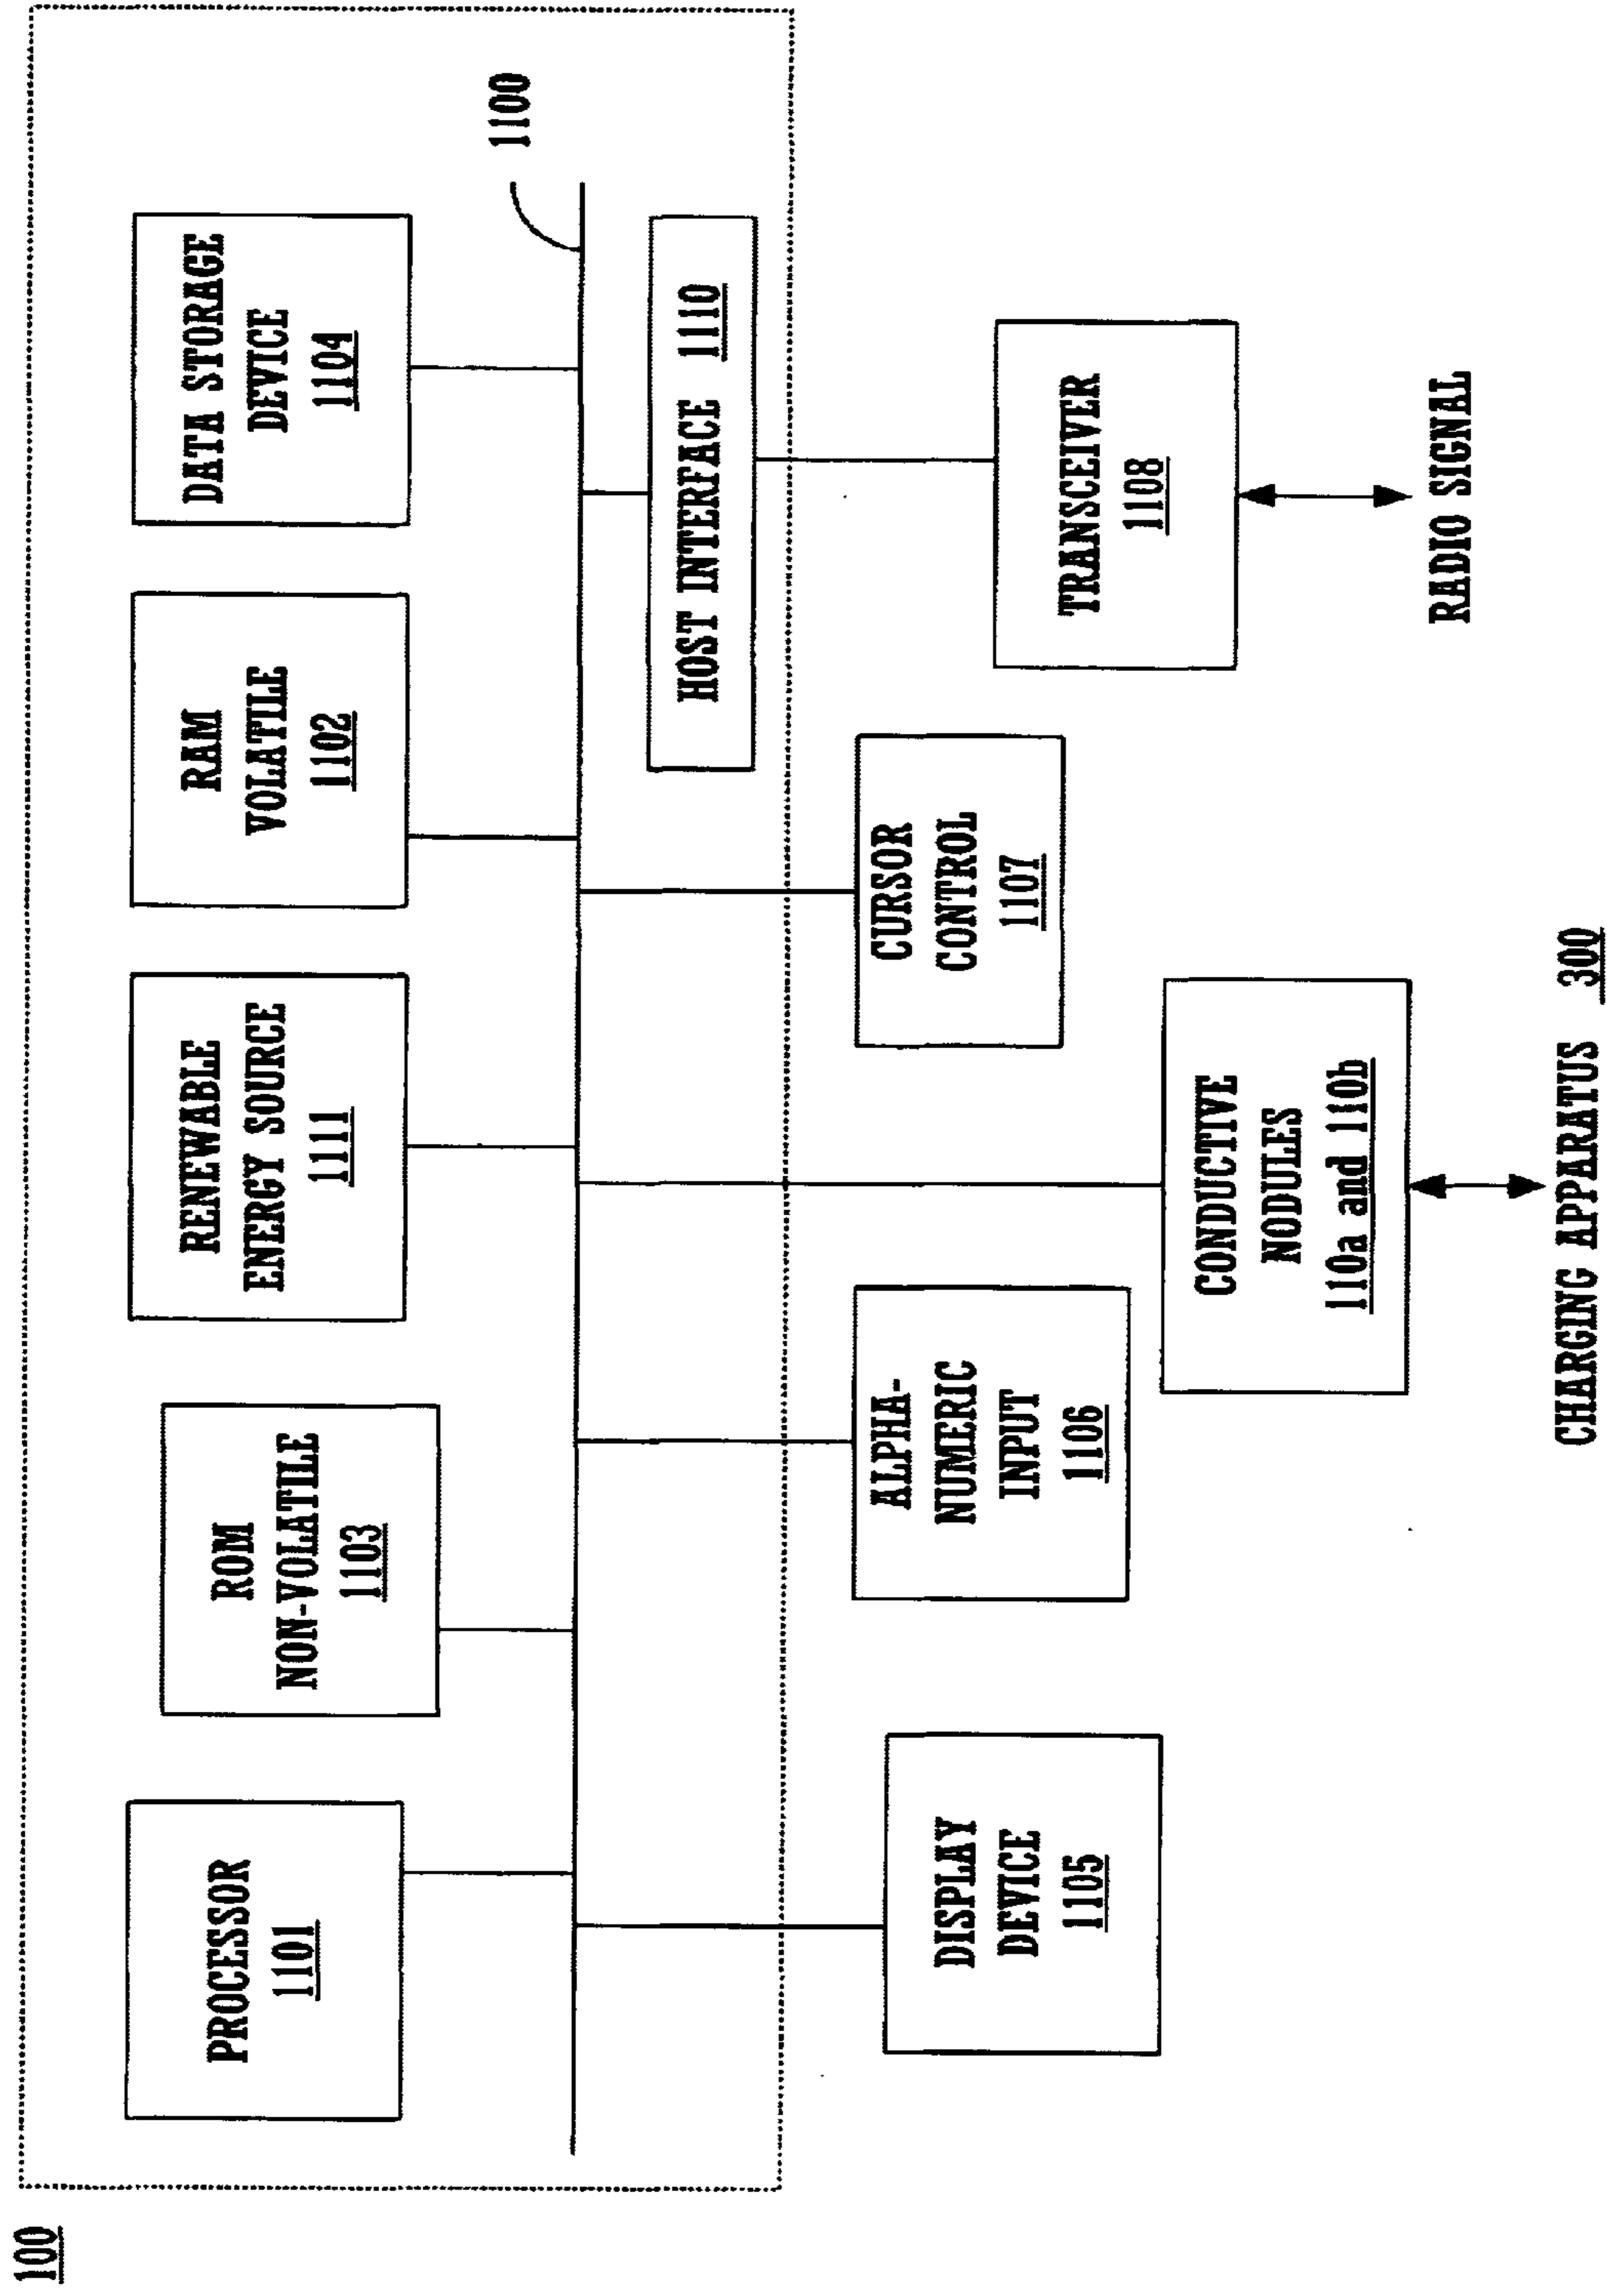 100
PROCESSOR
1101
ROM
NON-VOLATILE
1103
RENEWABLE
ENERGY SOURCE
1111
RAM
VOLATILE
1102
DATA STORAGE
DEVICE
1104
1100
HOST INTERFACE 1110
DISPLAY
DEVICE
1105
ALPHA-
NUMERIC
INPUT
1106
CURSOR
CONTROL
1107
CONDUCTIVE
NODULES
110a and 110b
TRANSCEIVER
1108
CHARGING APPARATUS 300
RADIO SIGNAL